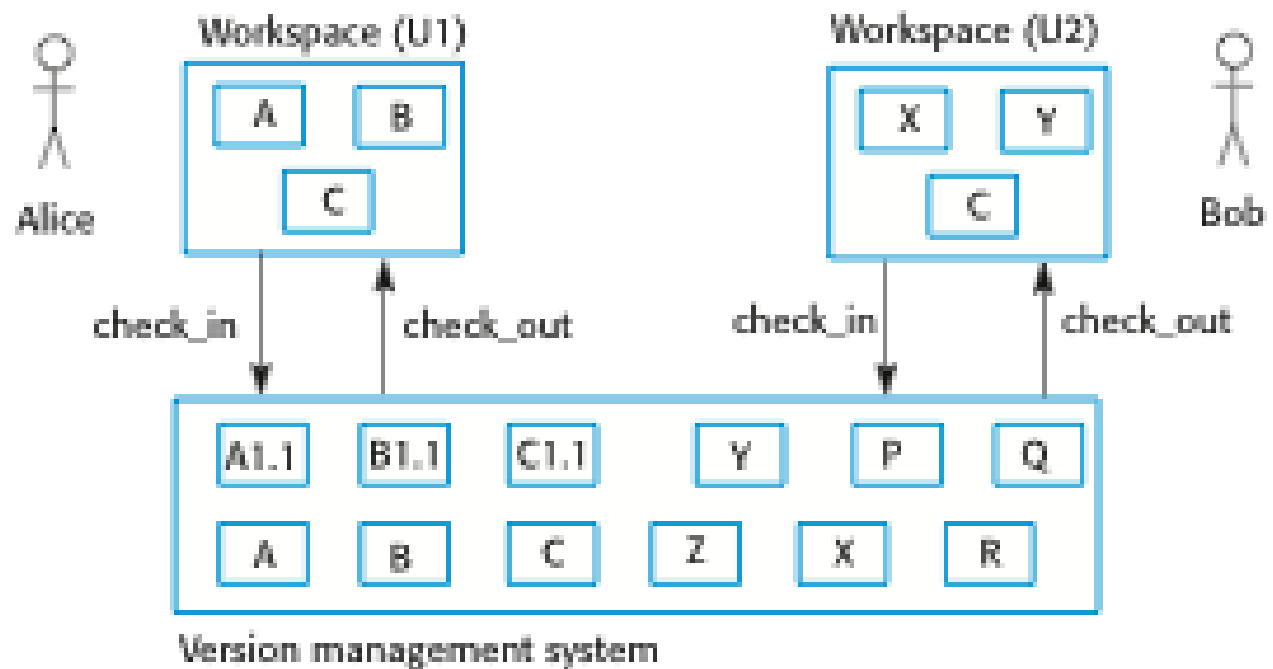 Workspace (U1)
Workspace (U2)
A
B
C
X
Y
C
Alice
Bob
check_in
check_out
check_in
check_out
A1.1
B1.1
C1.1
Y
P
Q
A
B
C
Z
X
R
Version management system